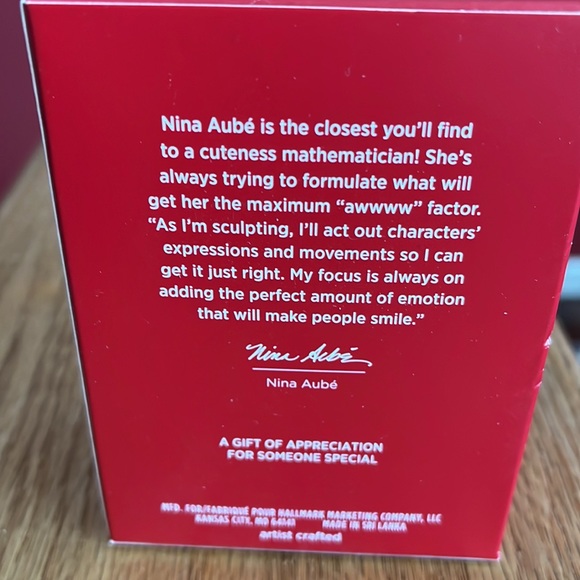 Nina Aubé is the closest you'll find
to a cuteness mathematician! She's
always trying to formulate what will
get her the maximum "awwww" factor.
"As I'm sculpting, I'll act out characters'
expressions and movements so I can
get it just right. My focus is always on
adding the perfect amount of emotion
that will make people smile."
Nina Aubé
Nina Aubé
A GIFT OF APPRECIATION
FOR SOMEONE SPECIAL
MFD. FOR/FABRIQUÉ POUR HALLMARK MARKETING COMPANY, LLC
KANSAS CITY, MO 64141 MADE IN SRI LANKA
artist crafted